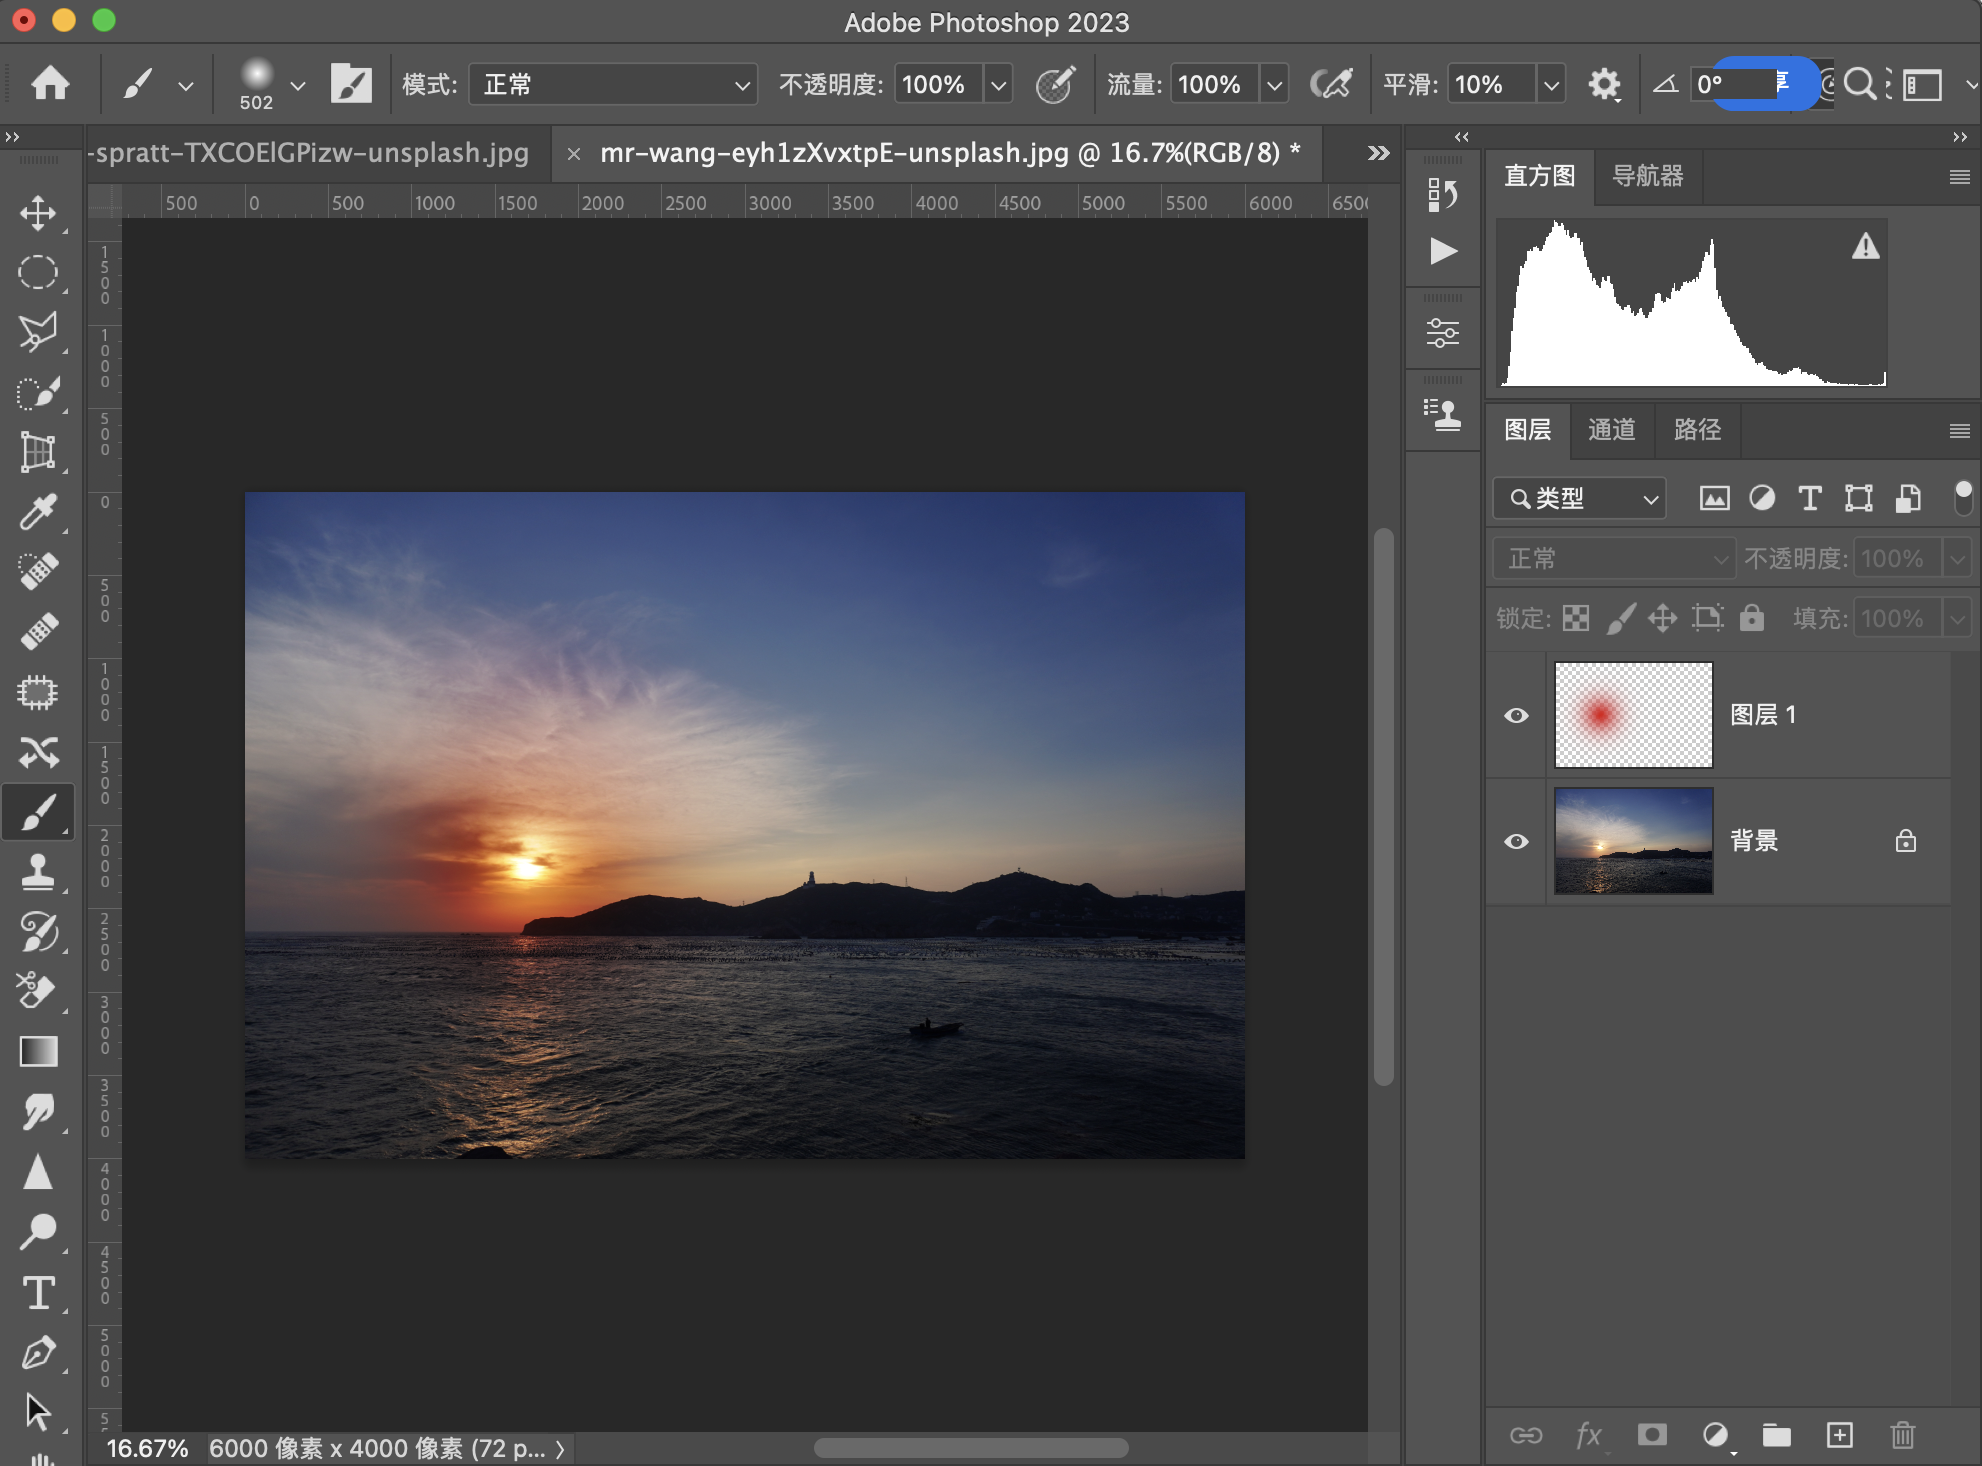 Adobe Photoshop 2023
502
模式: 正常 不透明度: 100% 流量: 100% 平滑: 10% 0° 享
-spratt-TXCOElGPizw-unsplash.jpg
× mr-wang-eyh1zXvxtpE-unsplash.jpg @ 16.7%(RGB/8) *
500 0 500 1000 1500 2000 2500 3000 3500 4000 4500 5000 5500 6000 6500
1500
1000
500
0
500
1000
1500
2000
2500
3000
3500
4000
4500
5000
直方图 导航器
图层 通道 路径
类型
正常 不透明度: 100%
锁定: 填充: 100%
图层 1
背景
fx
16.67% 6000 像素 x 4000 像素 (72 p...